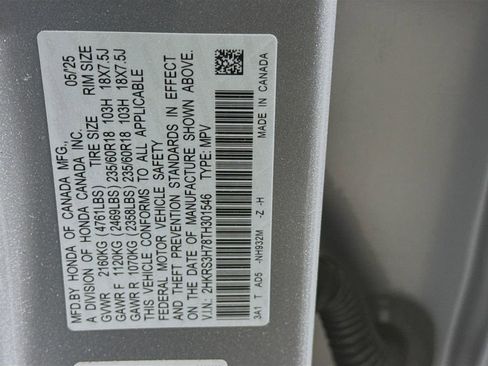 MFD.BY HONDA OF CANADA MFG., 05/25
A DIVISION OF HONDA CANADA INC.
TIRE SIZE RIM SIZE
GVWR 2160KG (4761LBS)
GAWR F 1120KG (2469LBS) 235/60R18 103H 18X7.5J
GAWR R 1070KG (2358LBS) 235/60R18 103H 18X7.5J
THIS VEHICLE CONFORMS TO ALL APPLICABLE
FEDERAL MOTOR VEHICLE SAFETY
AND THEFT PREVENTION STANDARDS IN EFFECT
ON THE DATE OF MANUFACTURE SHOWN ABOVE.
V.I.N: 2HKRS3H78TH301546 TYPE: MPV
3A1 T AD5 -NH932M -Z -H MADE IN CANADA